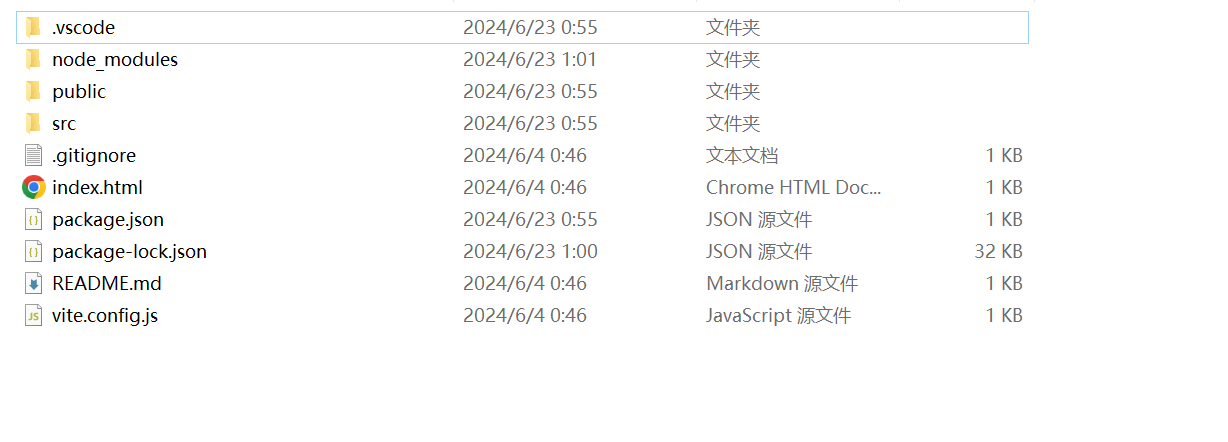 .vscode 2024/6/23 0:55 文件夹
node_modules 2024/6/23 1:01 文件夹
public 2024/6/23 0:55 文件夹
src 2024/6/23 0:55 文件夹
.gitignore 2024/6/4 0:46 文本文档 1 KB
index.html 2024/6/4 0:46 Chrome HTML Doc... 1 KB
package.json 2024/6/23 0:55 JSON 源文件 1 KB
package-lock.json 2024/6/23 1:00 JSON 源文件 32 KB
README.md 2024/6/4 0:46 Markdown 源文件 1 KB
vite.config.js 2024/6/4 0:46 JavaScript 源文件 1 KB